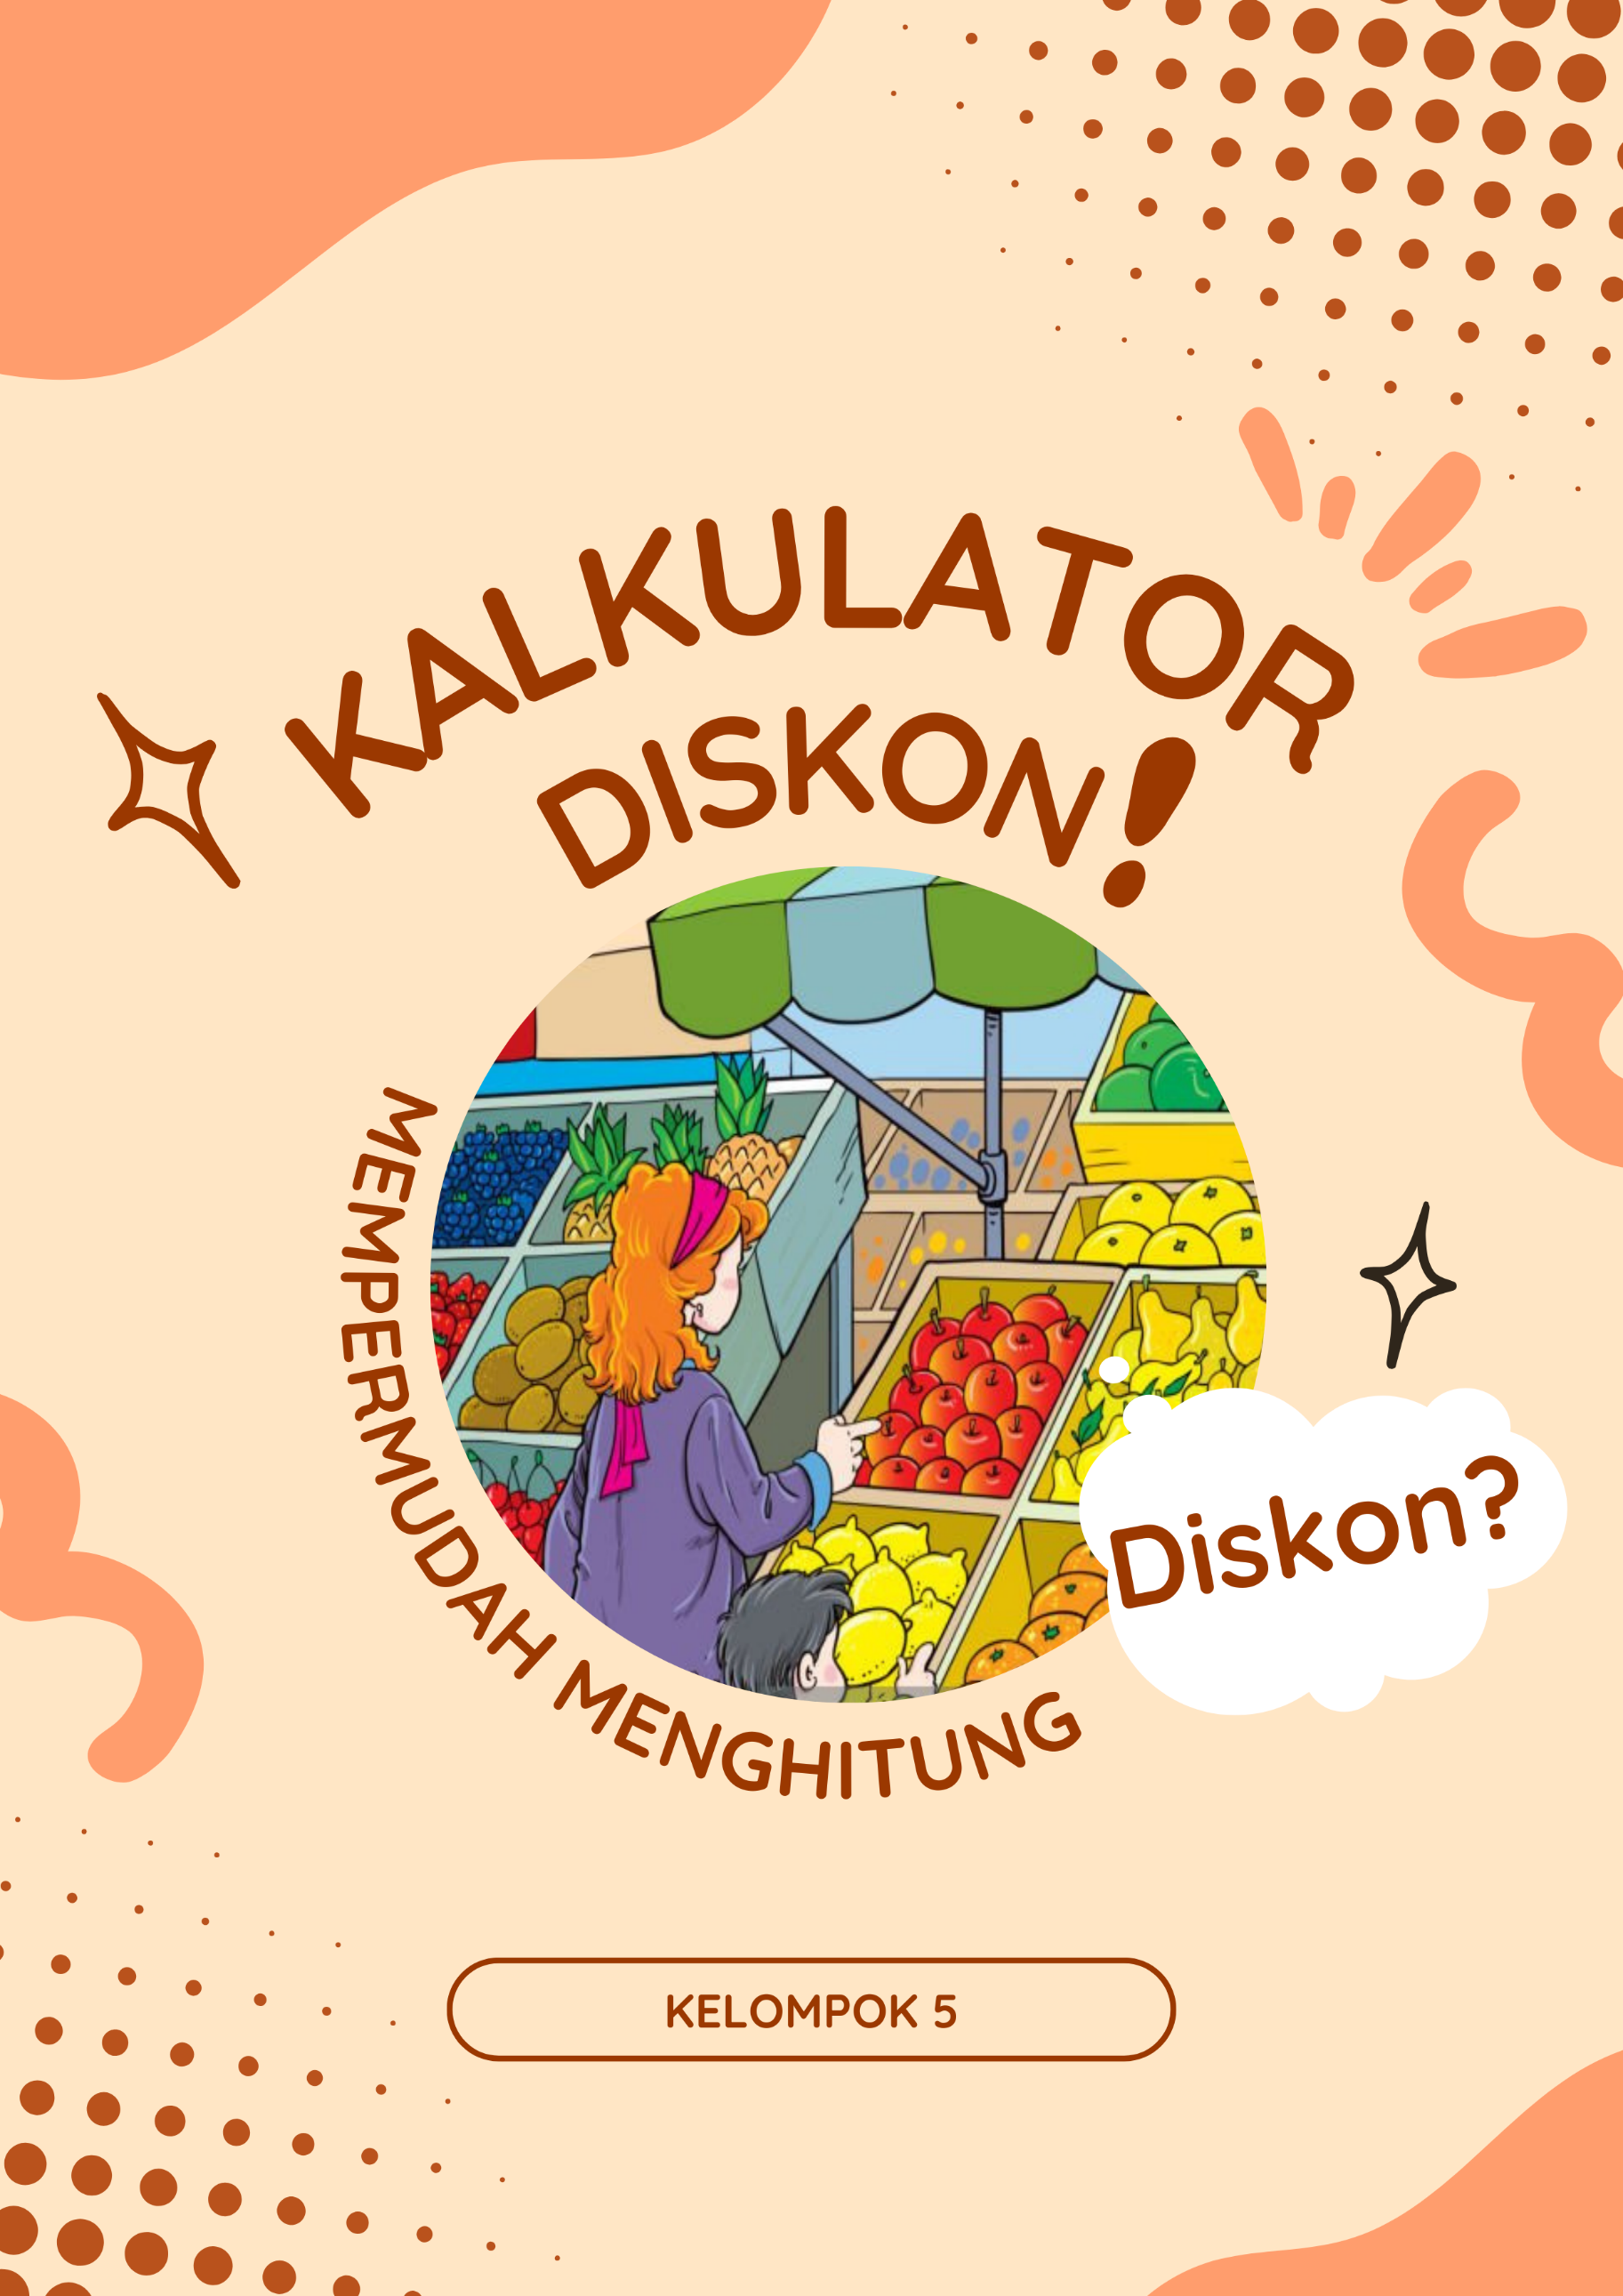 KALKULATOR
DISKON!
MEMPERMUDAH MENGHITUNG
Diskon?
KELOMPOK 5